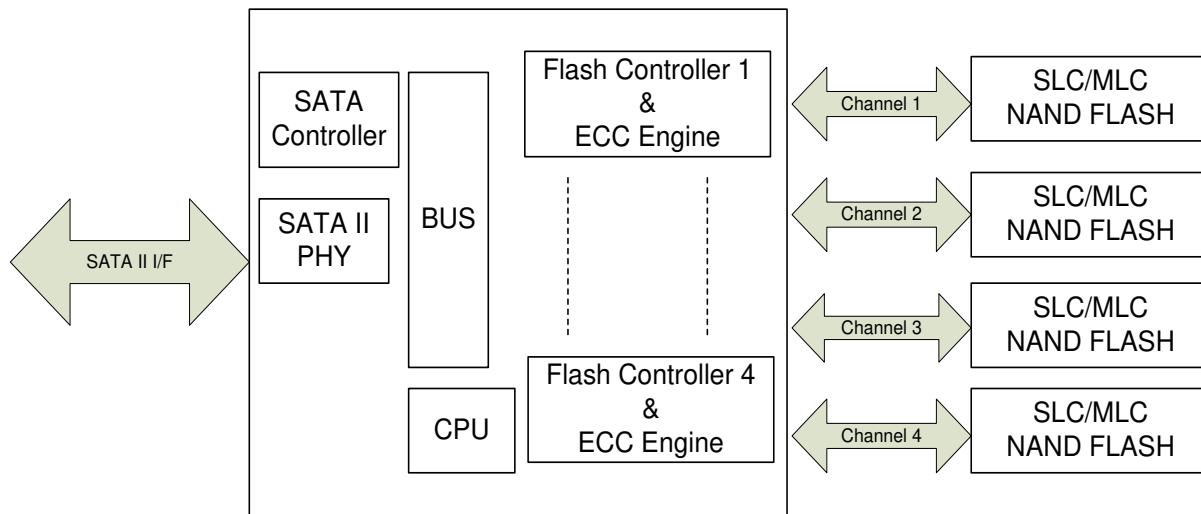 SATA II I/F
SATA
Controller
SATA II
PHY
BUS
CPU
Flash Controller 1
&
ECC Engine
Flash Controller 4
&
ECC Engine
Channel 1
SLC/MLC
NAND FLASH
Channel 2
SLC/MLC
NAND FLASH
Channel 3
SLC/MLC
NAND FLASH
Channel 4
SLC/MLC
NAND FLASH